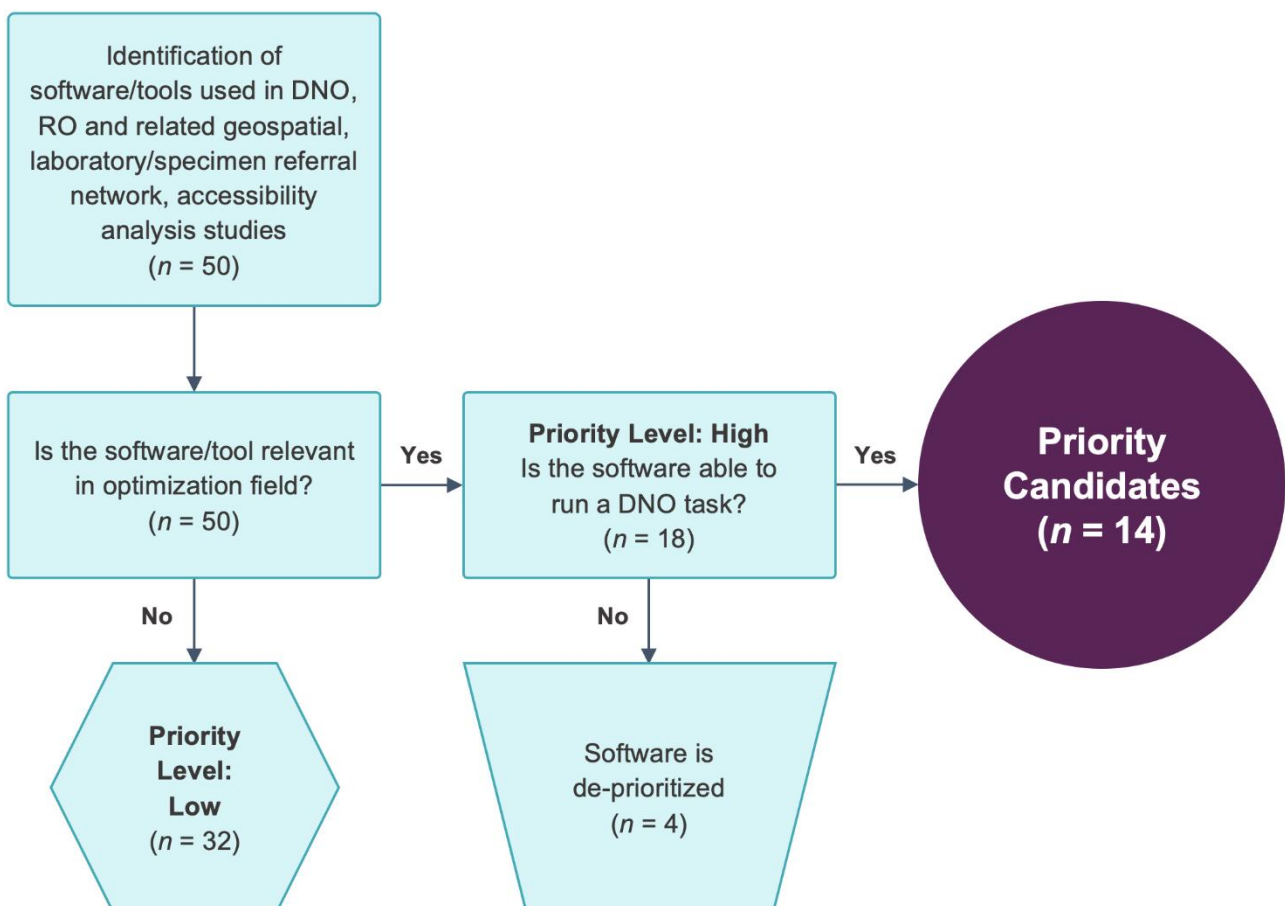 Identification of
software/tools used in DNO,
RO and related geospatial,
laboratory/specimen referral
network, accessibility
analysis studies
(n = 50)
Is the software/tool relevant
in optimization field?
(n = 50)
Yes
Priority Level: High
Is the software able to
run a DNO task?
(n = 18)
Yes
Priority
Candidates
(n = 14)
No
Priority
Level:
Low
(n = 32)
No
Software is
de-prioritized
(n = 4)